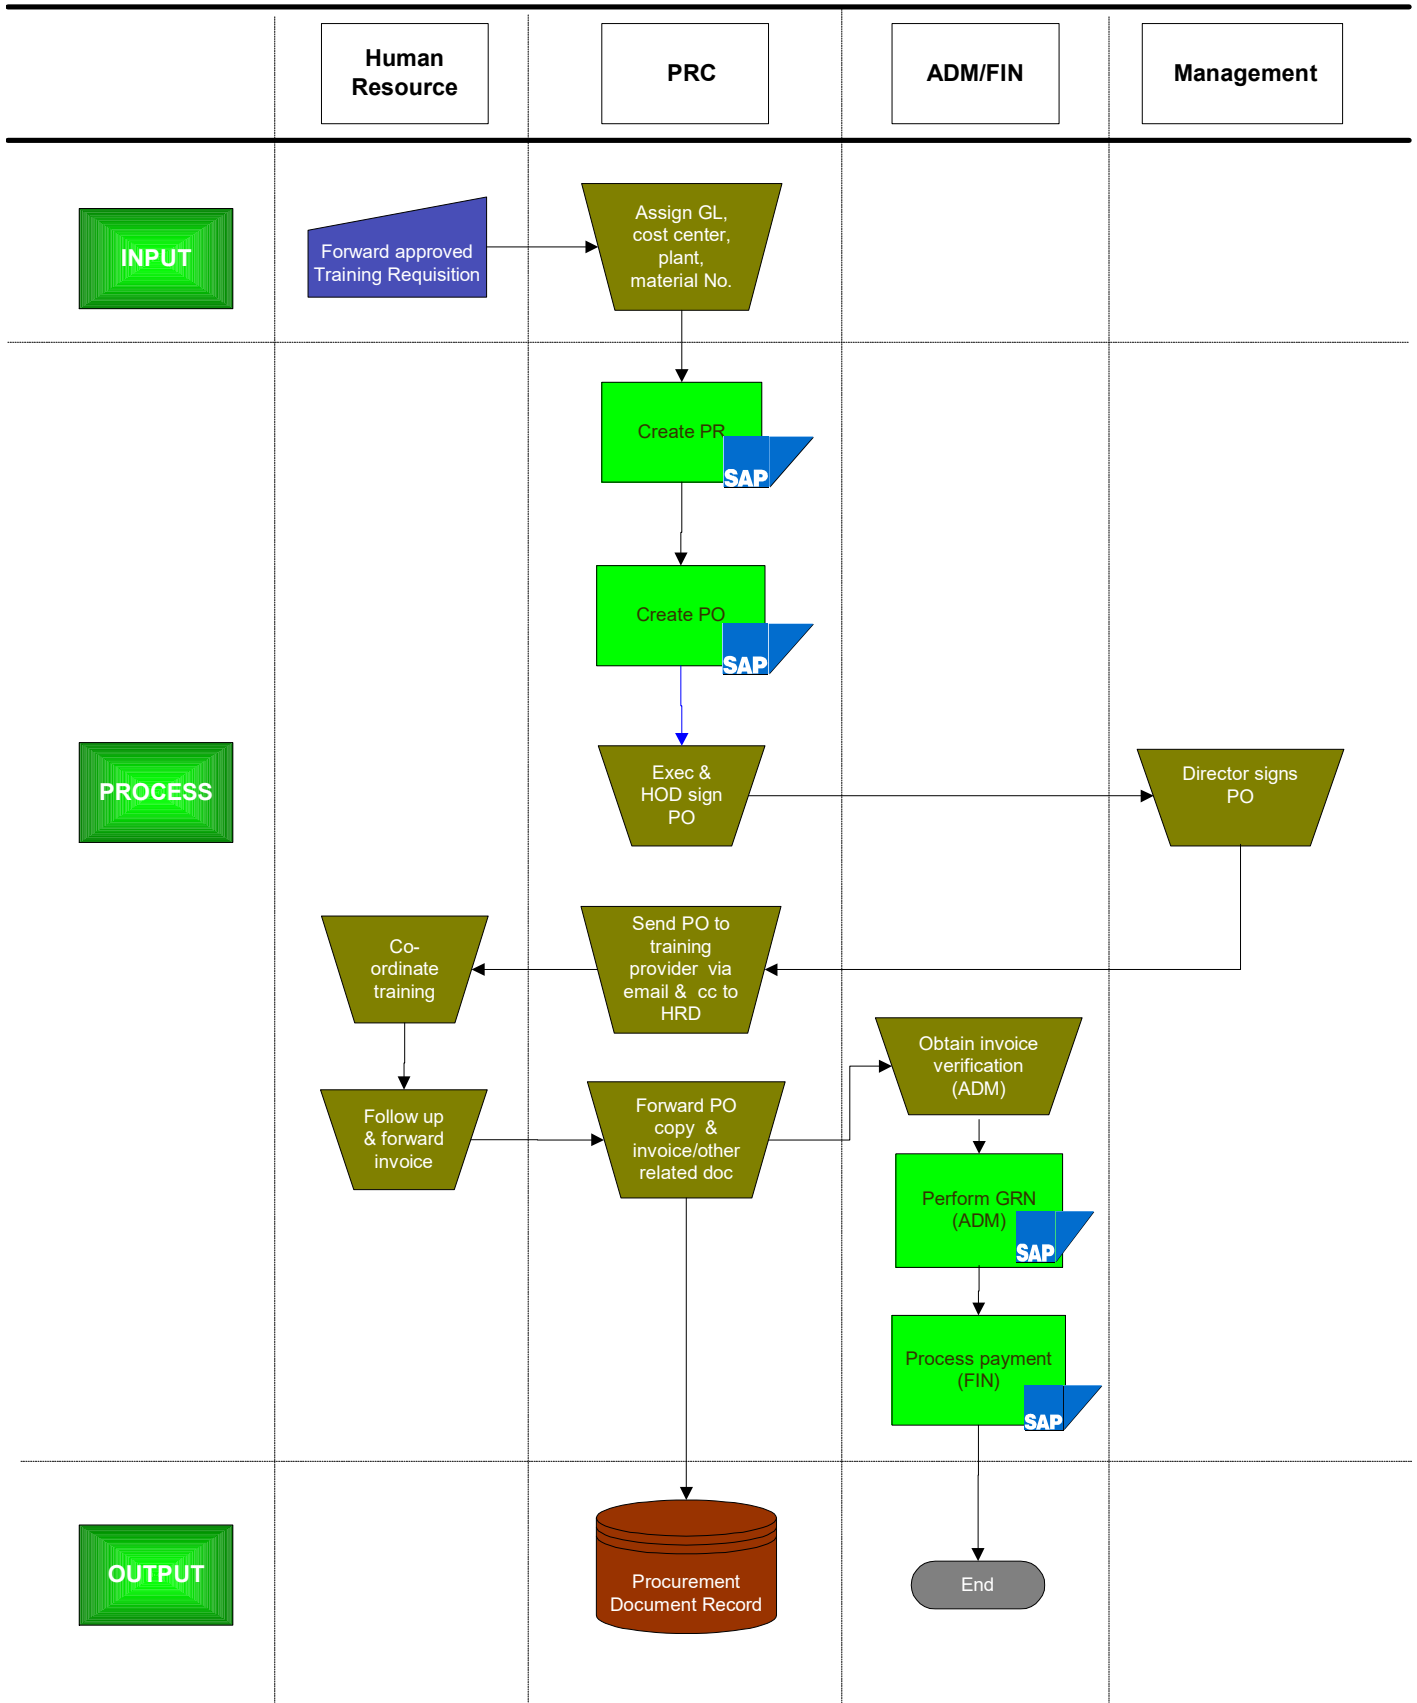 Human
Resource
PRC
ADM/FIN
Management
INPUT
Forward approved
Training Requisition
Assign GL,
cost center,
plant,
material No.
Create PR
SAP
Create PO
SAP
PROCESS
Exec &
HOD sign
PO
Director signs
PO
Co-
ordinate
training
Send PO to
training
provider via
email & cc to
HRD
Obtain invoice
verification
(ADM)
Follow up
& forward
invoice
Forward PO
copy &
invoice/other
related doc
Perform GRN
(ADM)
SAP
Process payment
(FIN)
SAP
OUTPUT
Procurement
Document Record
End